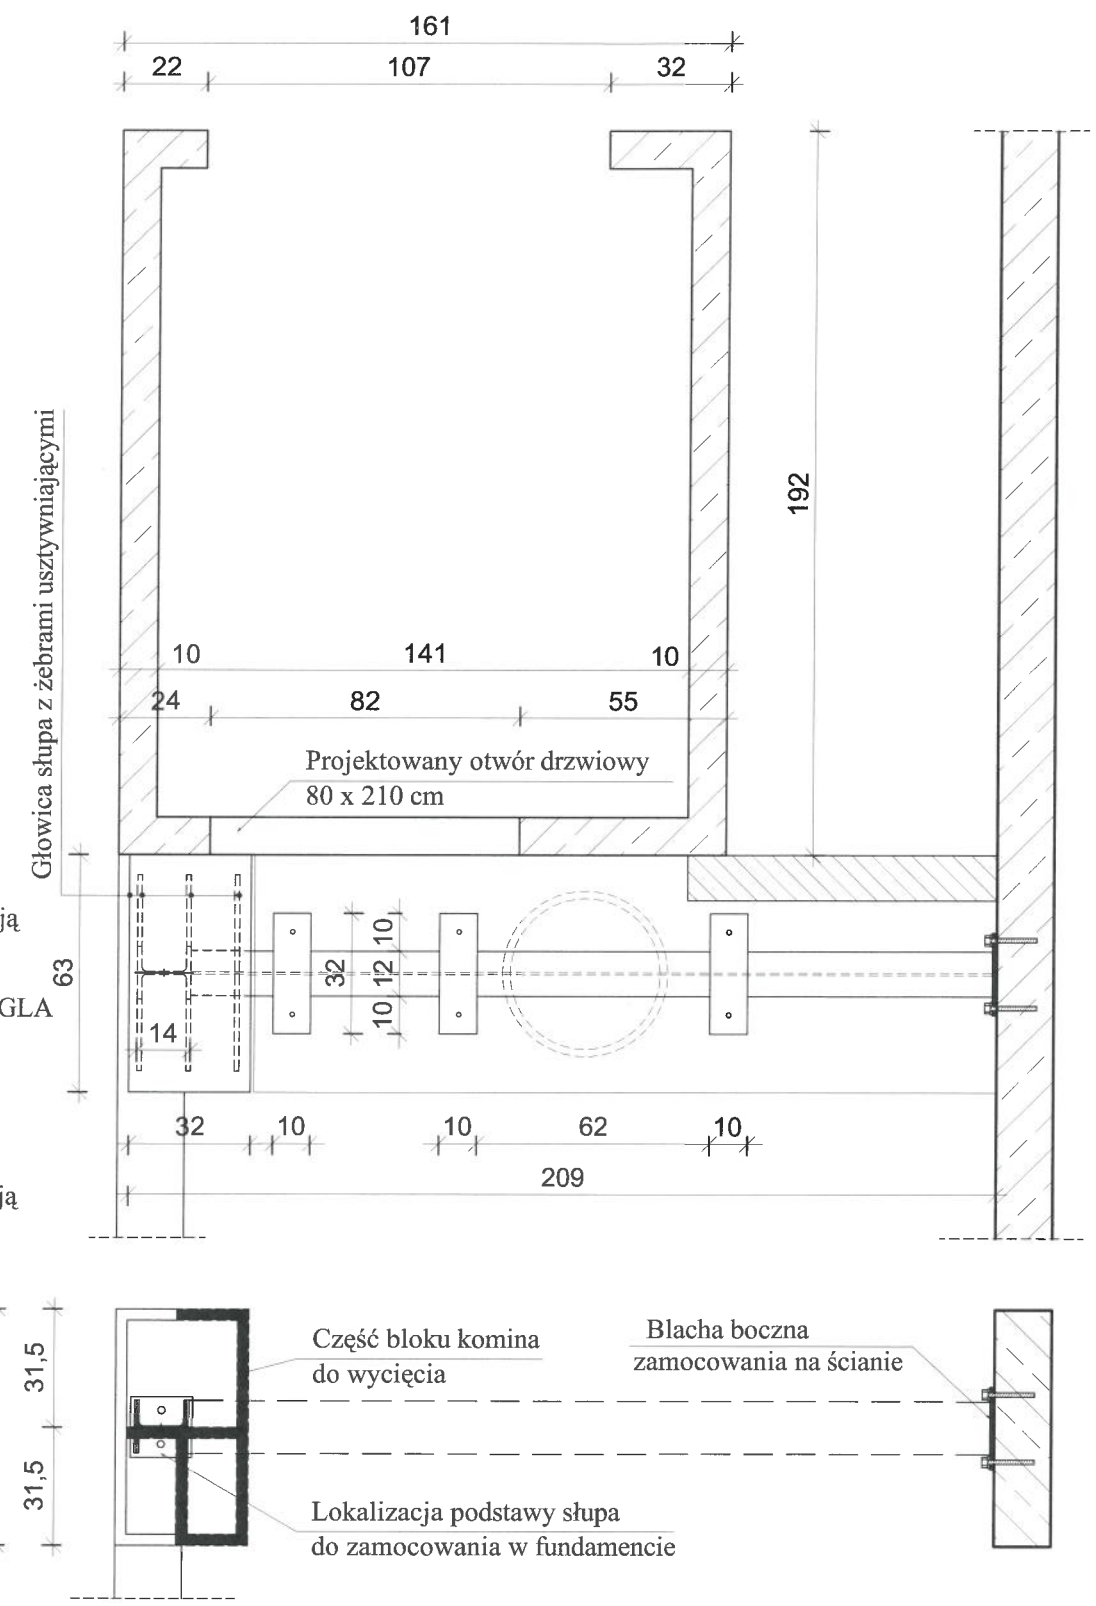 161
22 107 32
192
Głowica słupa z żebrami usztywniającymi
10 141 10
24 82 55
Projektowany otwór drzwiowy
80 x 210 cm
ją
63
GLA
10
32 12
10
14
32 10 10 62 10
209
ją
31,5
31,5
Część bloku komina
do wycięcia
Blacha boczna
zamocowania na ścianie
Lokalizacja podstawy słupa
do zamocowania w fundamencie